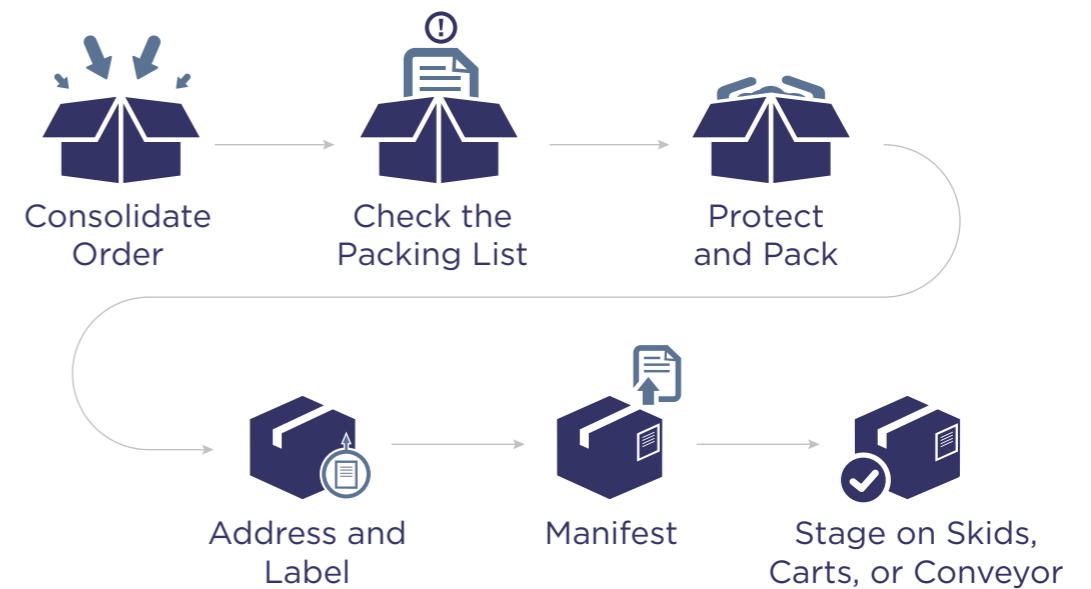 Consolidate
Order
Check the
Packing List
Protect
and Pack
Address and
Label
Manifest
Stage on Skids,
Carts, or Conveyor